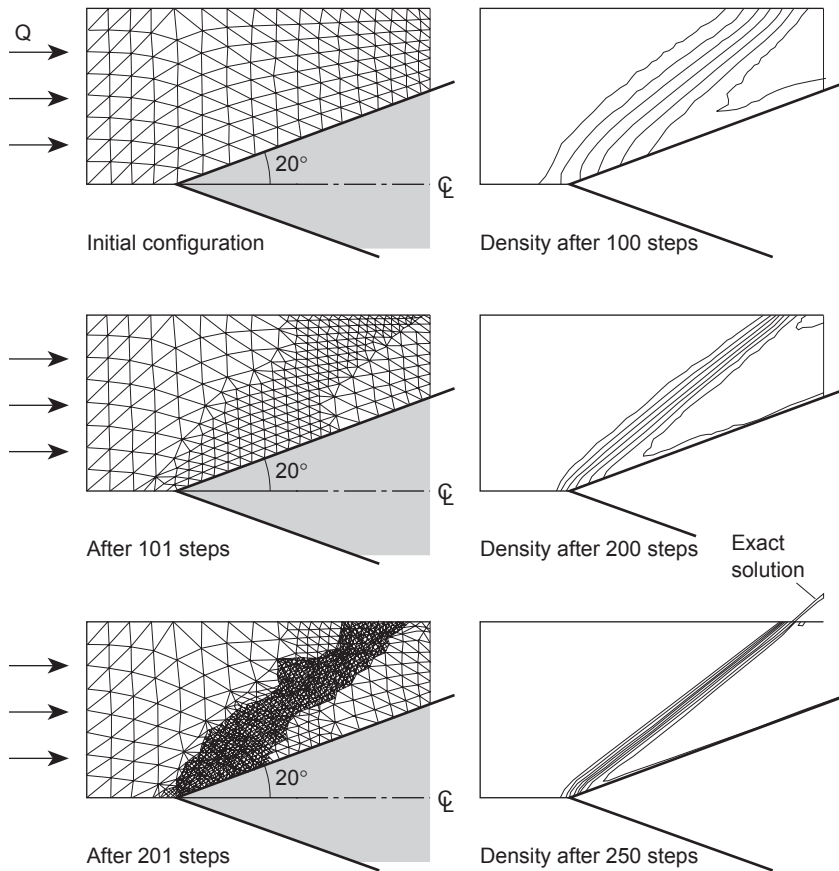 Q
20°
℄
Initial configuration
Density after 100 steps
20°
℄
After 101 steps
Density after 200 steps
Exact
solution
20°
℄
After 201 steps
Density after 250 steps